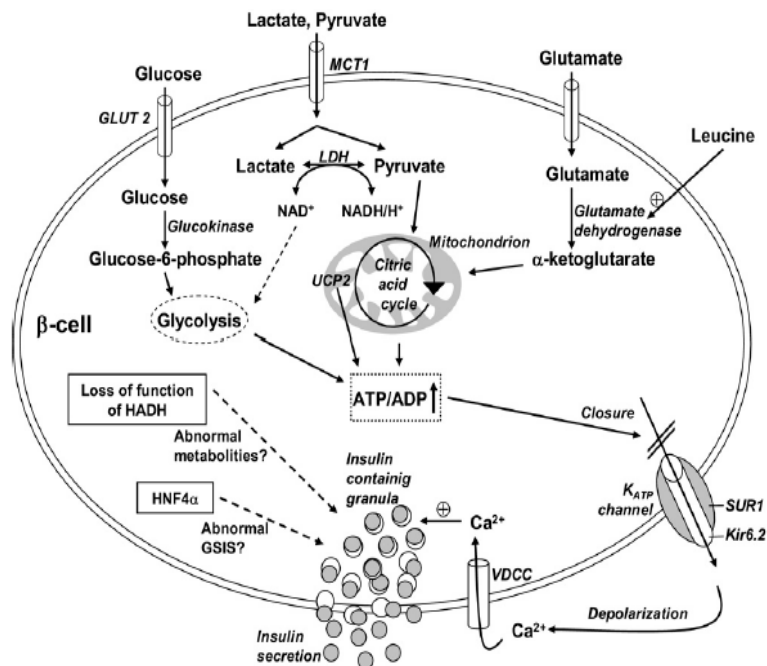 Lactate, Pyruvate
MCT1
Glucose
Glutamate
GLUT 2
Leucine
Lactate
LDH
Pyruvate
Glutamate
Glucose
NAD⁺
NADH/H⁺
⊕
Glutamate
dehydrogenase
Glucokinase
Mitochondrion
Glucose-6-phosphate
Citric
acid
cycle
α-ketoglutarate
UCP2
Glycolysis
β-cell
ATP/ADP
Loss of function
of HADH
Closure
Abnormal
metabolities?
Insulin
containig
granula
K_ATP
channel
SUR1
Kir6.2
HNF4α
⊕
Ca²⁺
Abnormal
GSIS?
VDCC
Depolarization
Ca²⁺
Insulin
secretion